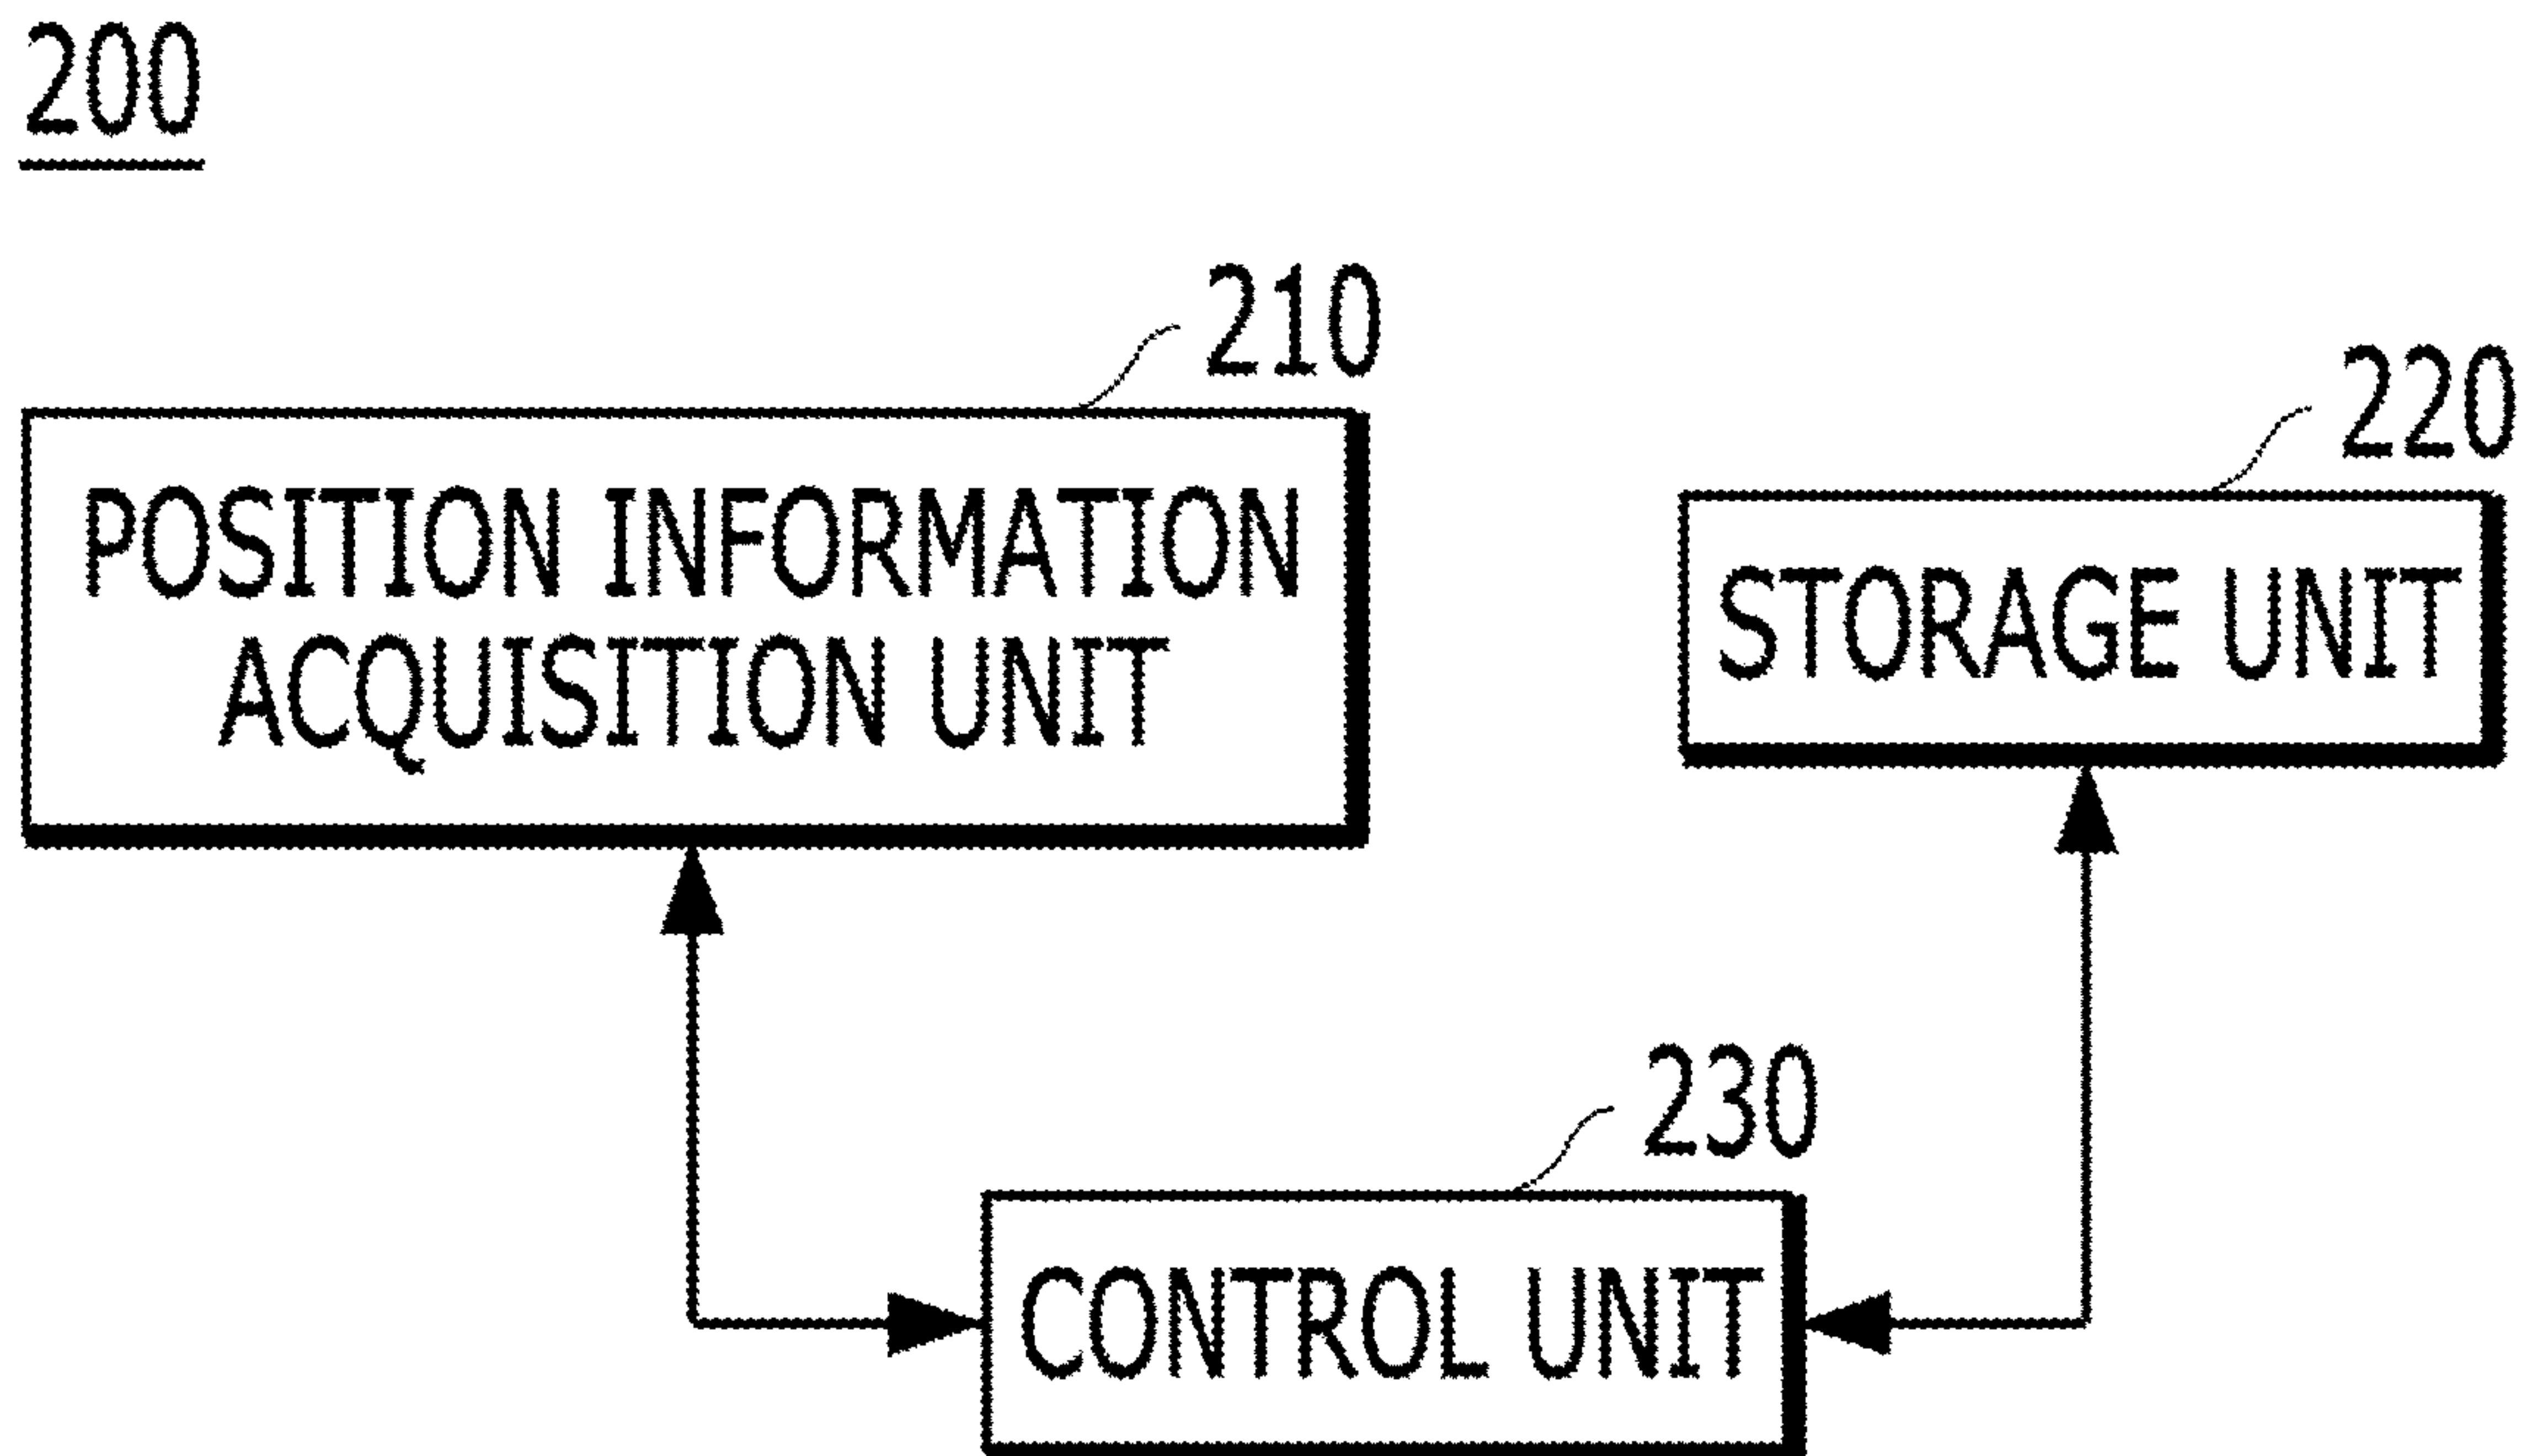 200
210
220
POSITION INFORMATION
ACQUISITION UNIT
STORAGE UNIT
230
CONTROL UNIT